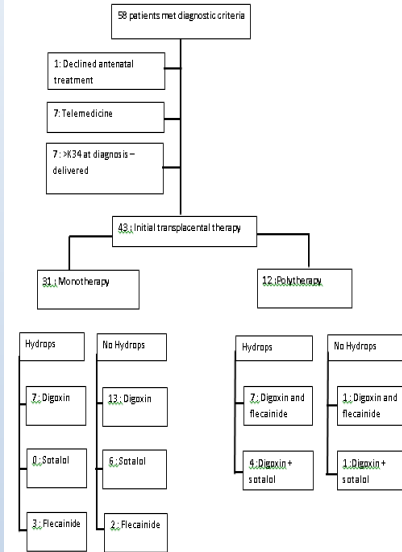 58 patients met diagnostic criteria
1: Declined antenatal
treatment
7: Telemedicine
7: >K34 at diagnosis –
delivered
43: Initial transplacental therapy
31: Monotherapy
12: Polytherapy
Hydrops
No Hydrops
7: Digoxin
13: Digoxin
0: Sotalol
6: Sotalol
3: Flecainide
2: Flecainide
Hydrops
No Hydrops
7: Digoxin and
flecainide
1: Digoxin and
flecainide
4: Digoxin +
sotalol
1: Digoxin +
sotalol